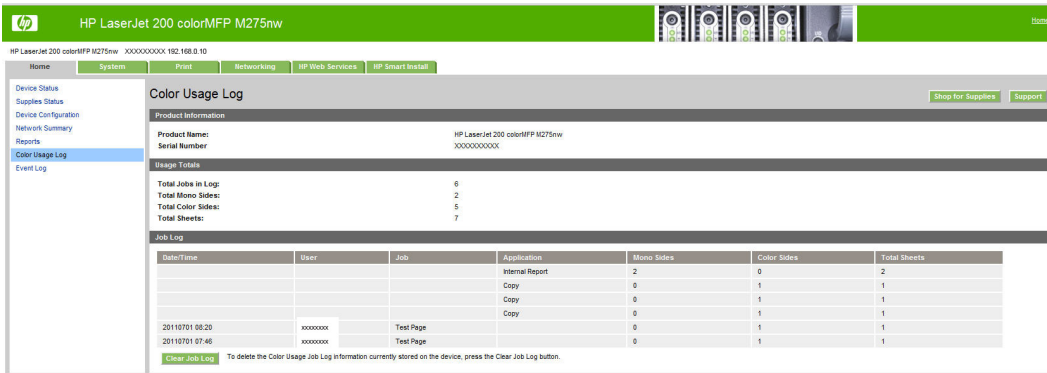 hp HP LaserJet 200 colorMFP M275nw Home
HP LaserJet 200 colorMFP M275nw XXXXXXXXX 192.168.0.10
Home System Print Networking HP Web Services HP Smart Install
Device Status
Supplies Status
Device Configuration
Network Summary
Reports
Color Usage Log
Event Log
Color Usage Log Shop for Supplies Support
Product Information
Product Name: HP LaserJet 200 colorMFP M275nw
Serial Number XXXXXXXXXX
Usage Totals
Total Jobs in Log: 6
Total Mono Sides: 2
Total Color Sides: 5
Total Sheets: 7
Job Log
Date/Time User Job Application Mono Sides Color Sides Total Sheets
Internal Report 2 0 2
Copy 0 1 1
Copy 0 1 1
Copy 0 1 1
20110701 08:20 xxxxxxxx Test Page 0 1 1
20110701 07:46 xxxxxxxx Test Page 0 1 1
Clear Job Log To delete the Color Usage Job Log information currently stored on the device, press the Clear Job Log button.